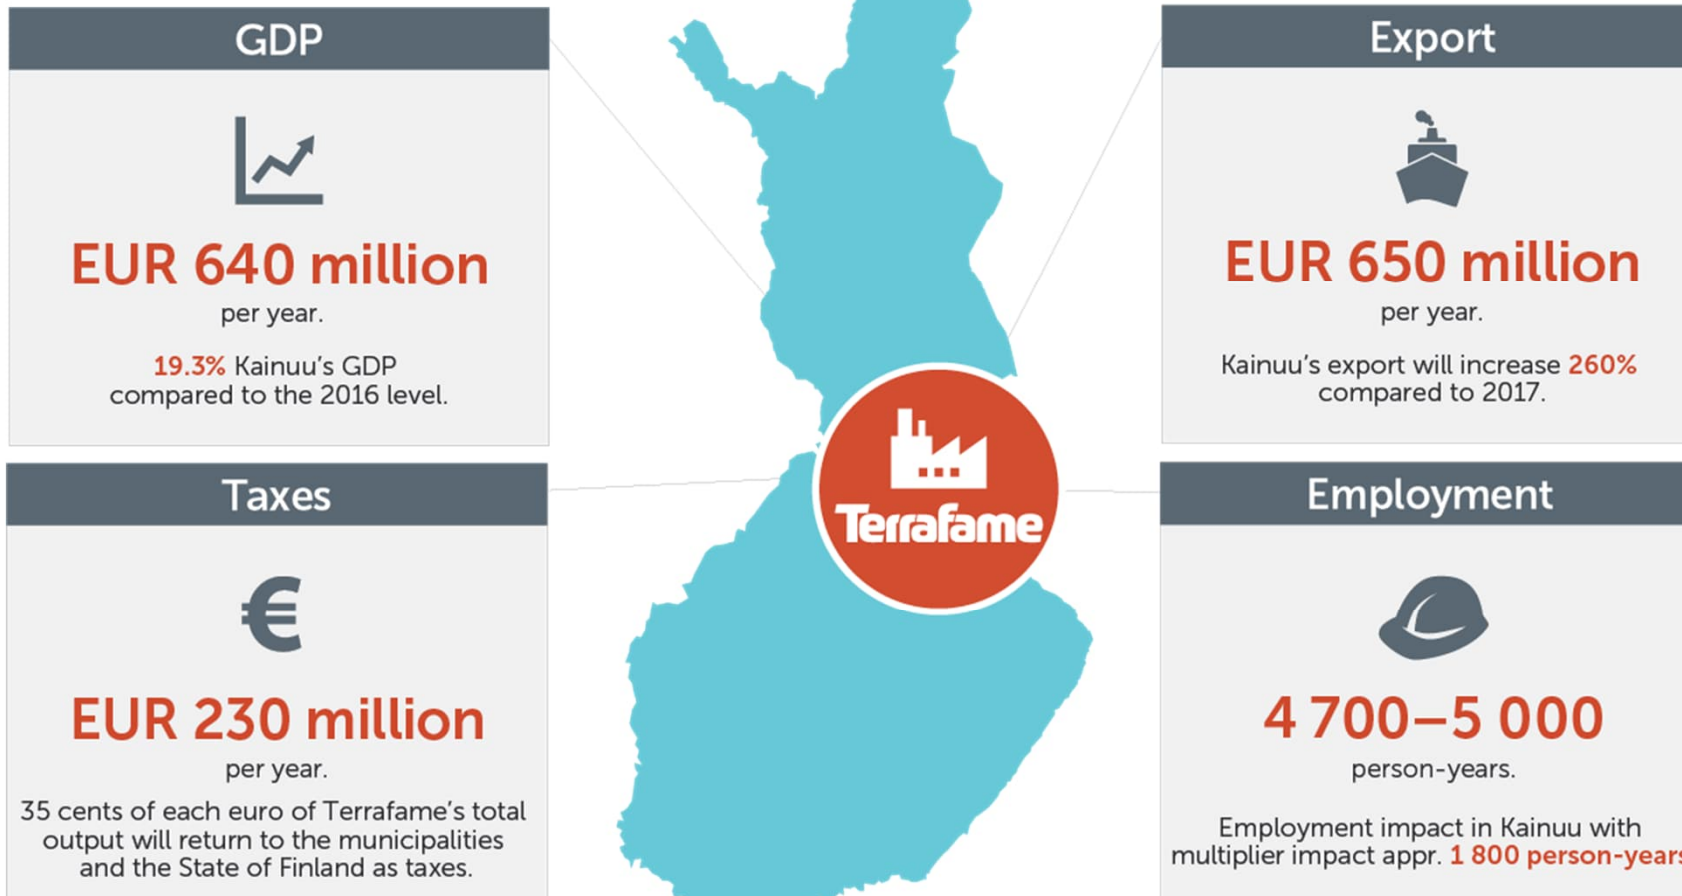 GDP
EUR 640 million
per year.
19.3% Kainuu's GDP
compared to the 2016 level.
Export
EUR 650 million
per year.
Kainuu's export will increase 260%
compared to 2017.
Terrafame
Taxes
€
EUR 230 million
per year.
35 cents of each euro of Terrafame's total
output will return to the municipalities
and the State of Finland as taxes.
Employment
4 700–5 000
person-years.
Employment impact in Kainuu with
multiplier impact appr. 1 800 person-years